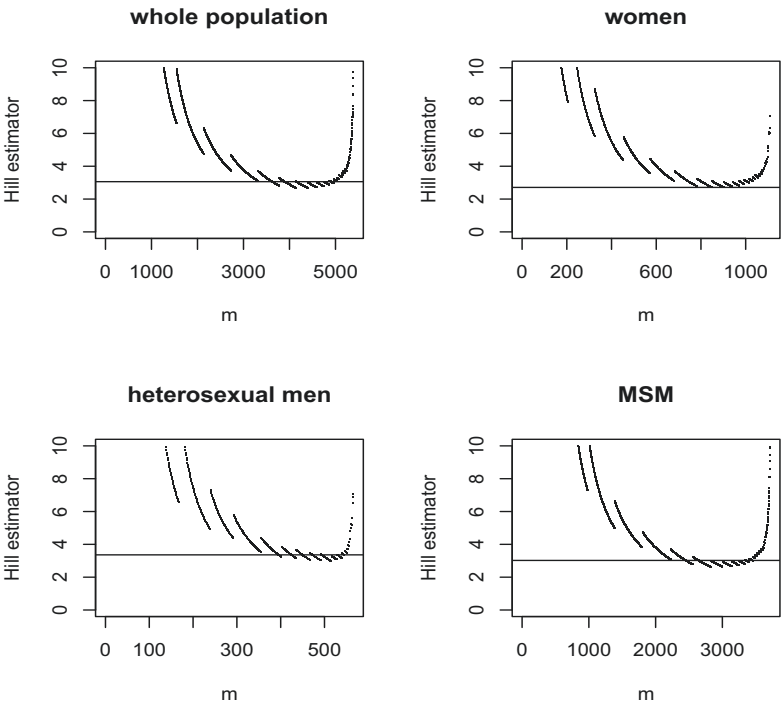 whole population
Hill estimator
0 2 4 6 8 10
0 1000 3000 5000
m
women
Hill estimator
0 2 4 6 8 10
0 200 600 1000
m
heterosexual men
Hill estimator
0 2 4 6 8 10
0 100 300 500
m
MSM
Hill estimator
0 2 4 6 8 10
0 1000 2000 3000
m